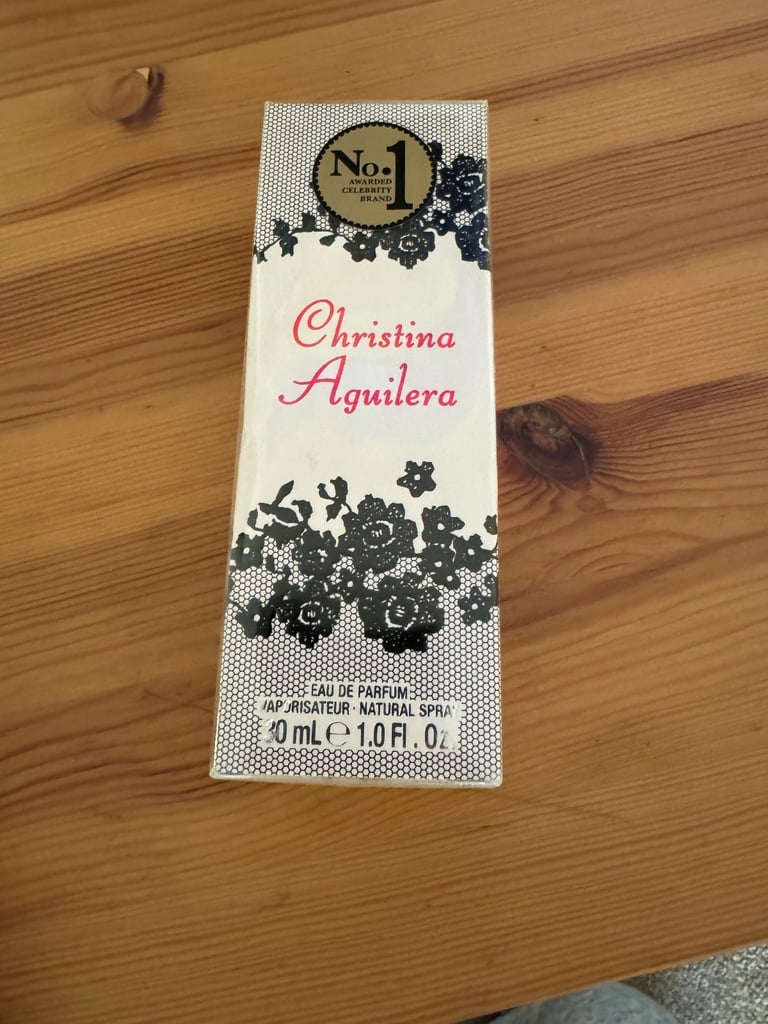 No.1
AWARDED
CELEBRITY
BRAND
Christina
Aguilera
EAU DE PARFUM
VAPORISATEUR · NATURAL SPRAY
30 mL ℮ 1.0 Fl . Oz